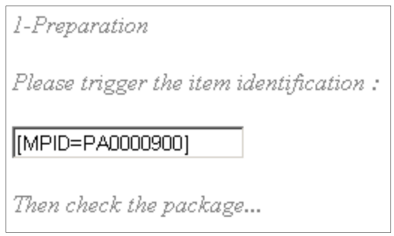 1-Preparation
Please trigger the item identification :
[MPID=PA0000900]
Then check the package...